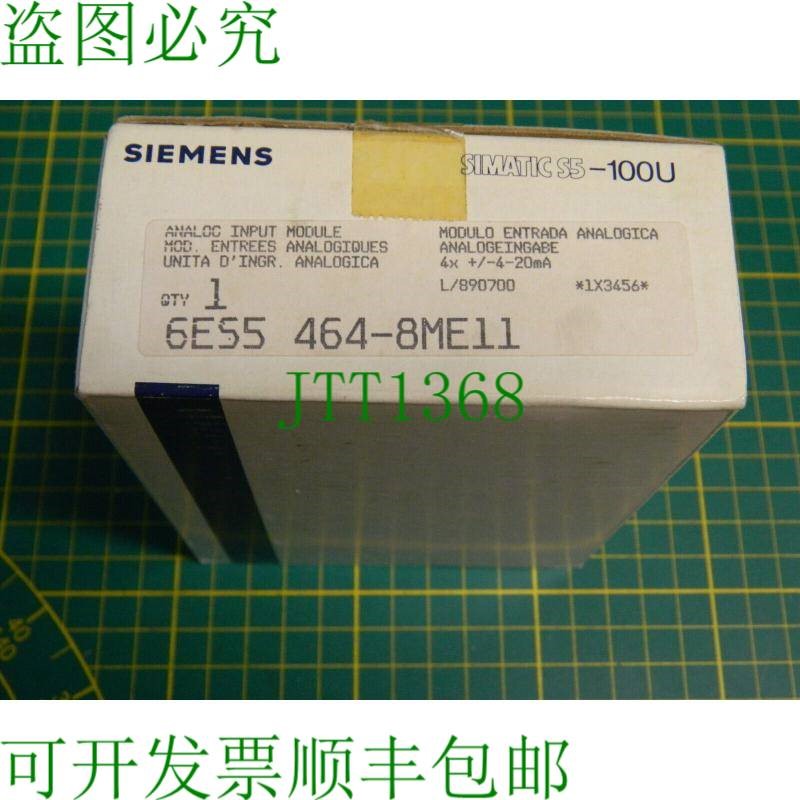 盗图必究
SIEMENS
SIMATIC S5-100U
ANALOG INPUT MODULE
MOD. ENTREES ANALOGIQUES
UNITA D'INGR. ANALOGICA
MODULO ENTRADA ANALOGICA
ANALOGEINGABE
4x +/-4-20mA
L/890700 *1X3456*
QTY 1
6ES5 464-8ME11
JTT1368
可开发票顺丰包邮